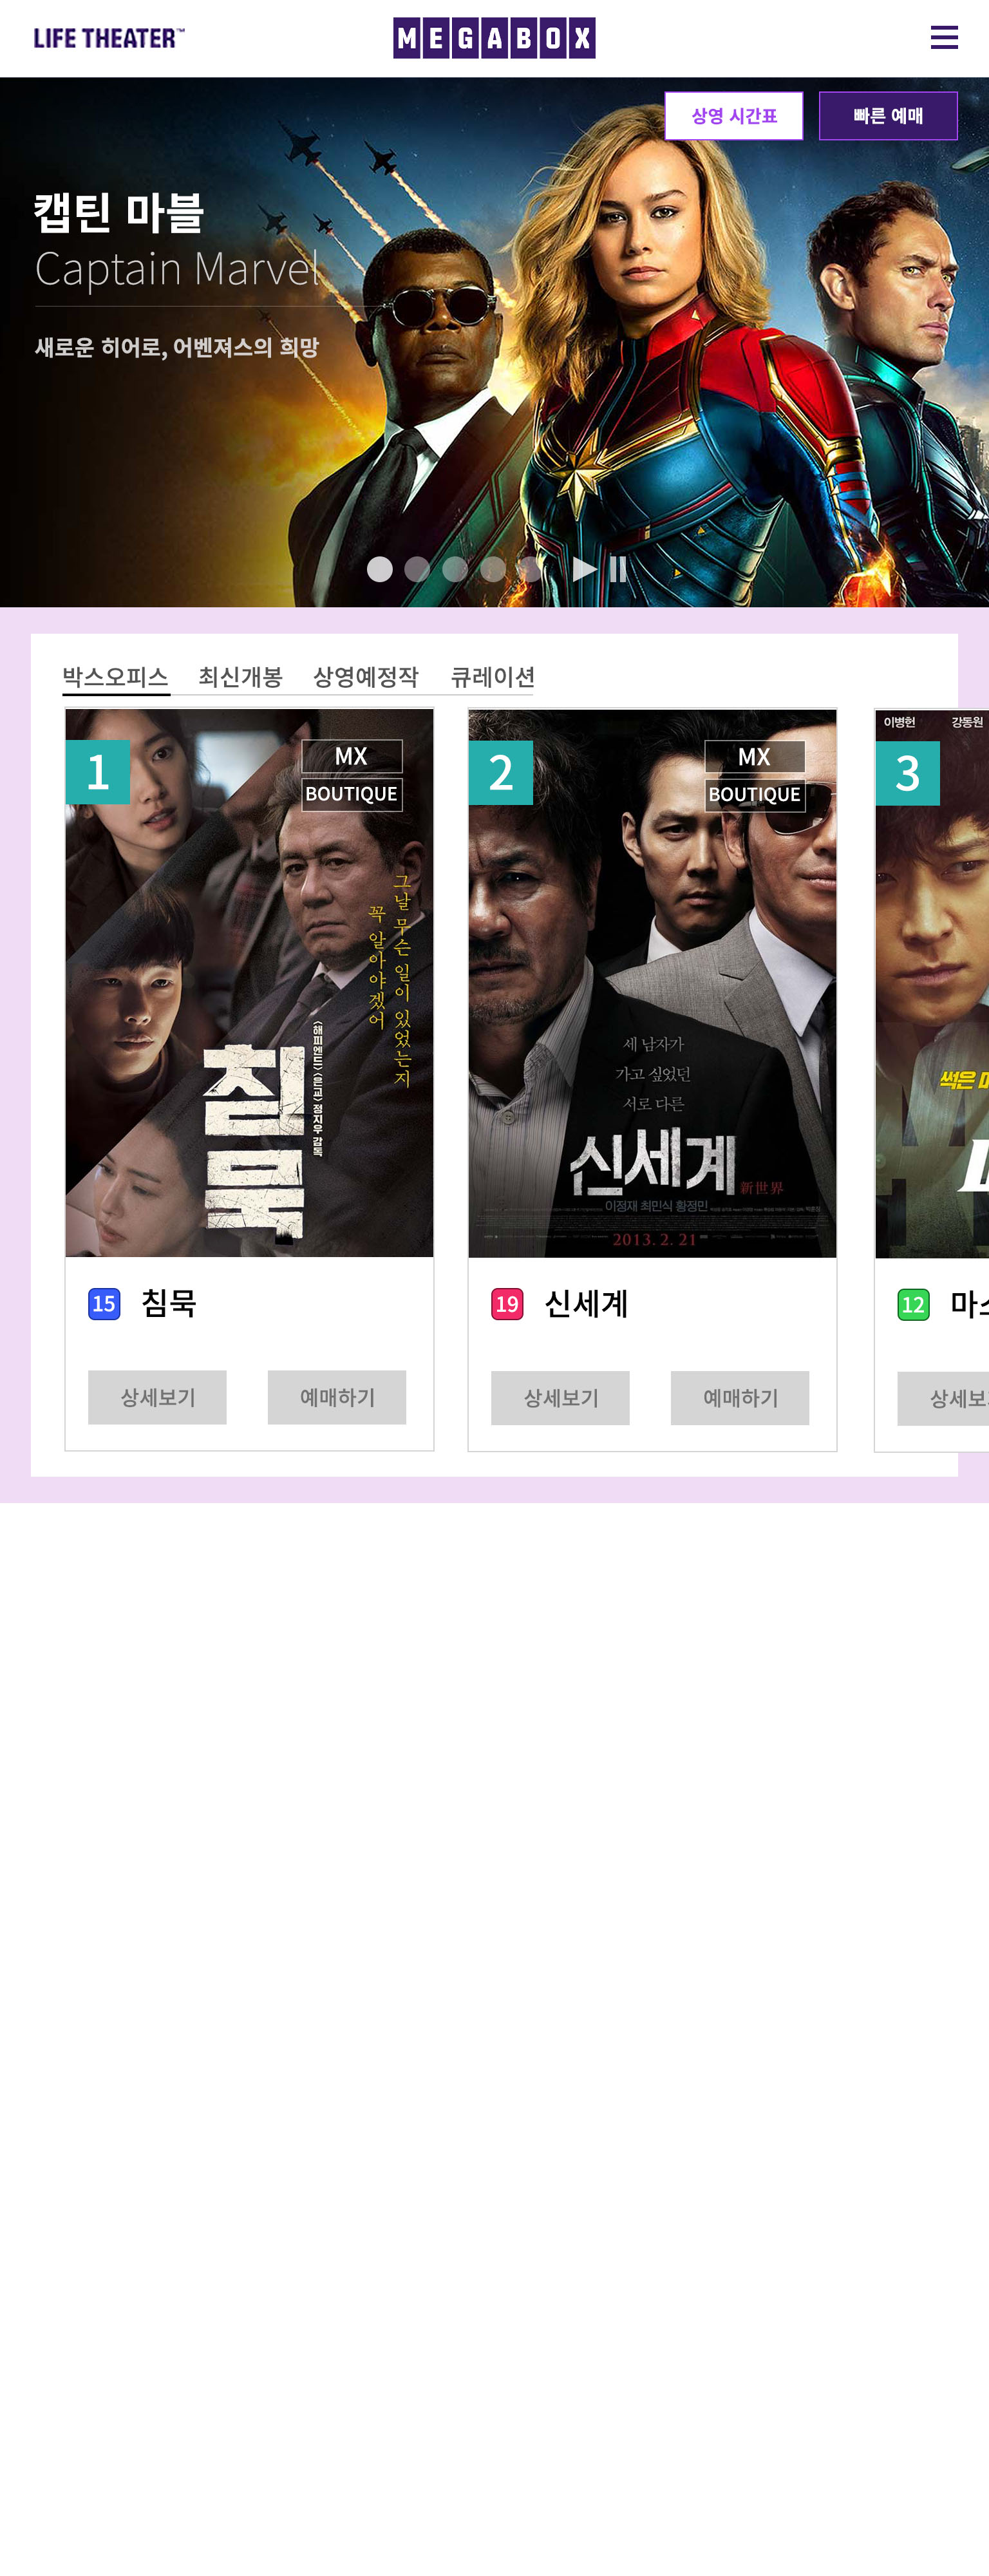 LIFE THEATER™
MEGABOX
상영 시간표
빠른 예매
캡틴 마블
Captain Marvel
새로운 히어로, 어벤져스의 희망
박스오피스
최신개봉
상영예정작
큐레이션
1
MX
BOUTIQUE
그날 무슨 일이 있었는지
꼭 알아야겠어
<해피엔드> <은교> 정지우 감독
침묵
15 침묵
상세보기
예매하기
2
MX
BOUTIQUE
세 남자가
가고 싶었던
서로 다른
신세계
新世界
이정재 최민식 황정민
2013. 2. 21
19 신세계
상세보기
예매하기
이병헌
강동원
3
썩은
12 마스
상세보